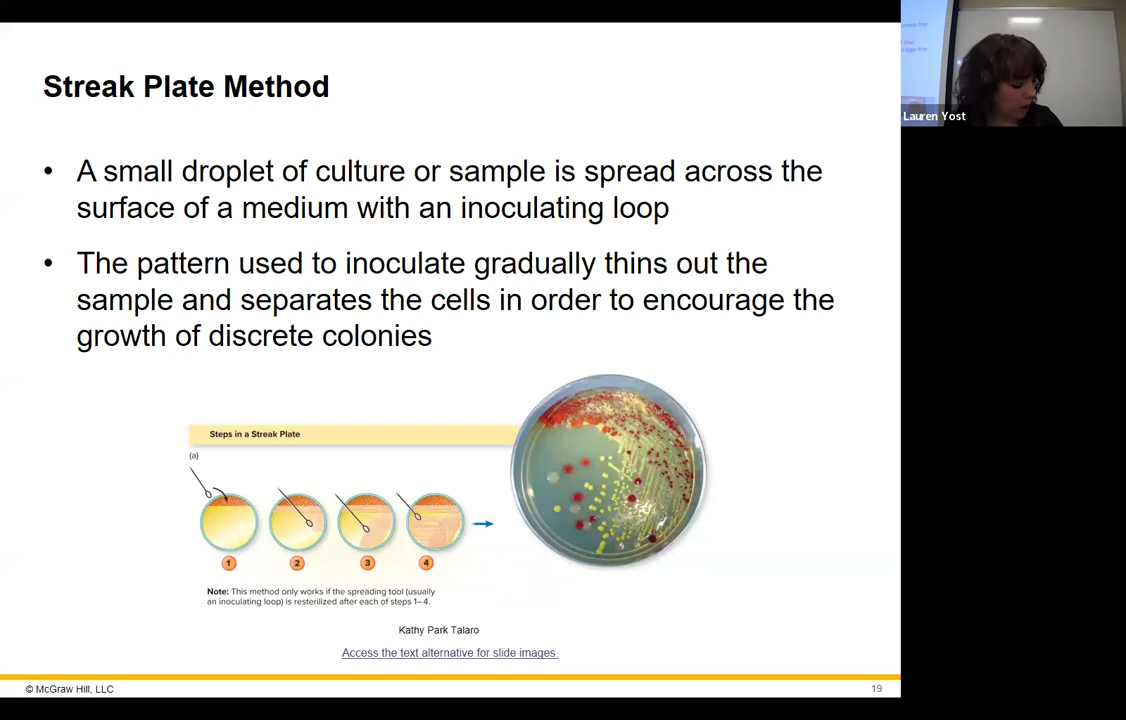 Streak Plate Method
• A small droplet of culture or sample is spread across the
surface of a medium with an inoculating loop
• The pattern used to inoculate gradually thins out the
sample and separates the cells in order to encourage the
growth of discrete colonies
Steps in a Streak Plate
(a)
1 2 3 4
Note: This method only works if the spreading tool (usually
an inoculating loop) is resterilized after each of steps 1–4.
Kathy Park Talaro
Access the text alternative for slide images.
© McGraw Hill, LLC
19
Lauren Yost